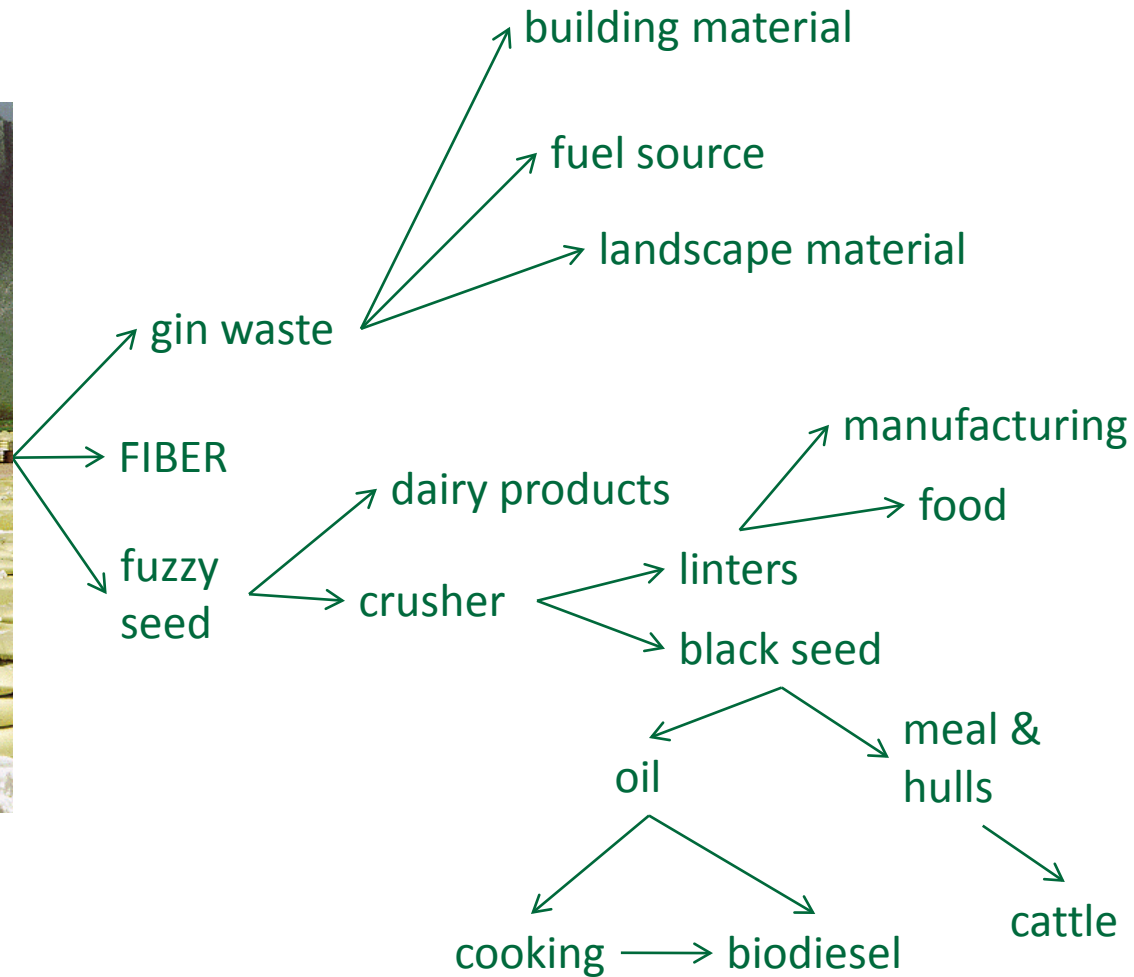 building material
fuel source
landscape material
gin waste
manufacturing
FIBER
dairy products
food
fuzzy
seed
linters
crusher
black seed
meal &
hulls
oil
cattle
cooking
biodiesel